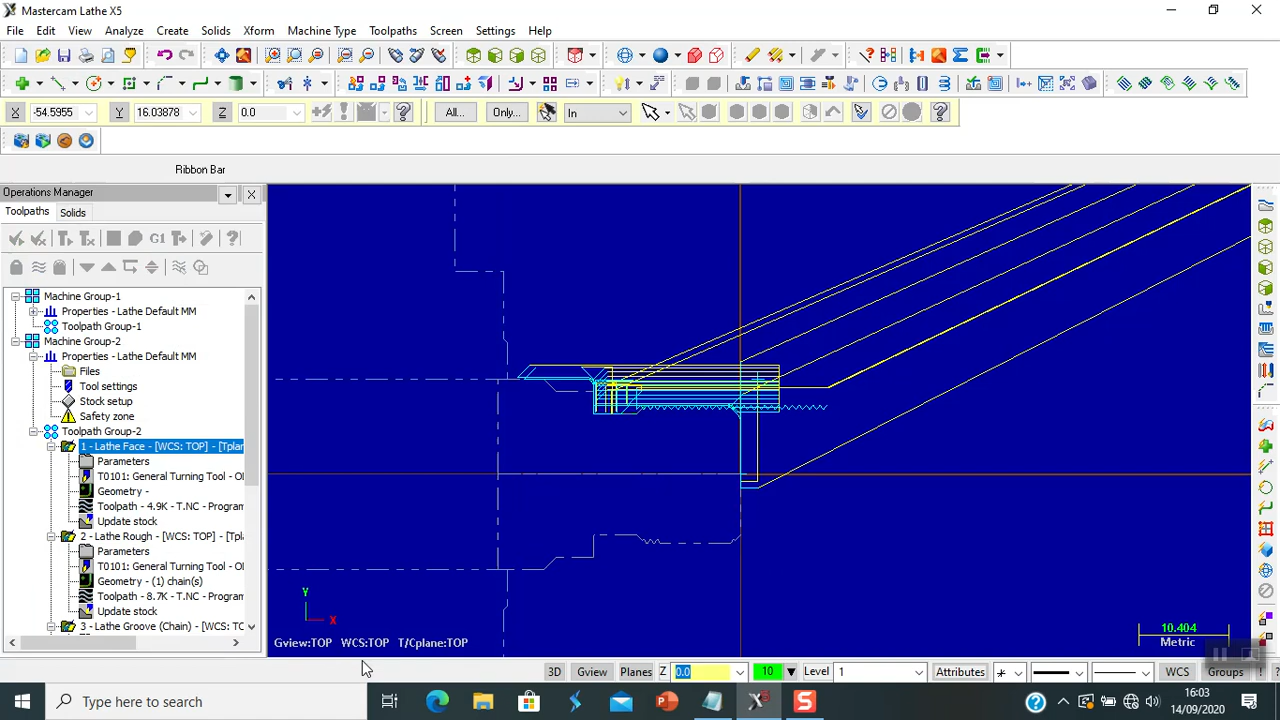 Mastercam Lathe X5
File Edit View Analyze Create Solids Xform Machine Type Toolpaths Screen Settings Help
G1
X -54.5955 Y 16.03878 Z 0.0 All... Only... In
Ribbon Bar
Operations Manager
Toolpaths Solids
G1
Machine Group-1
Properties - Lathe Default MM
Toolpath Group-1
Machine Group-2
Properties - Lathe Default MM
Files
Tool settings
Stock setup
Safety zone
Toolpath Group-2
1 - Lathe Face - [WCS: TOP] - [Tplan
Parameters
T0101: General Turning Tool - OI
Geometry -
Toolpath - 4.9K - T.NC - Program
Update stock
2 - Lathe Rough - [WCS: TOP] - [Tpl
Parameters
T0101: General Turning Tool - OI
Geometry - (1) chain(s)
Toolpath - 8.7K - T.NC - Program
Update stock
3 - Lathe Groove (Chain) - [WCS: TC
Y
X
Gview:TOP WCS:TOP T/Cplane:TOP
10.404
Metric
3D Gview Planes Z 0.0 10 Level 1 Attributes WCS Groups ?
Type here to search
16:03
14/09/2020